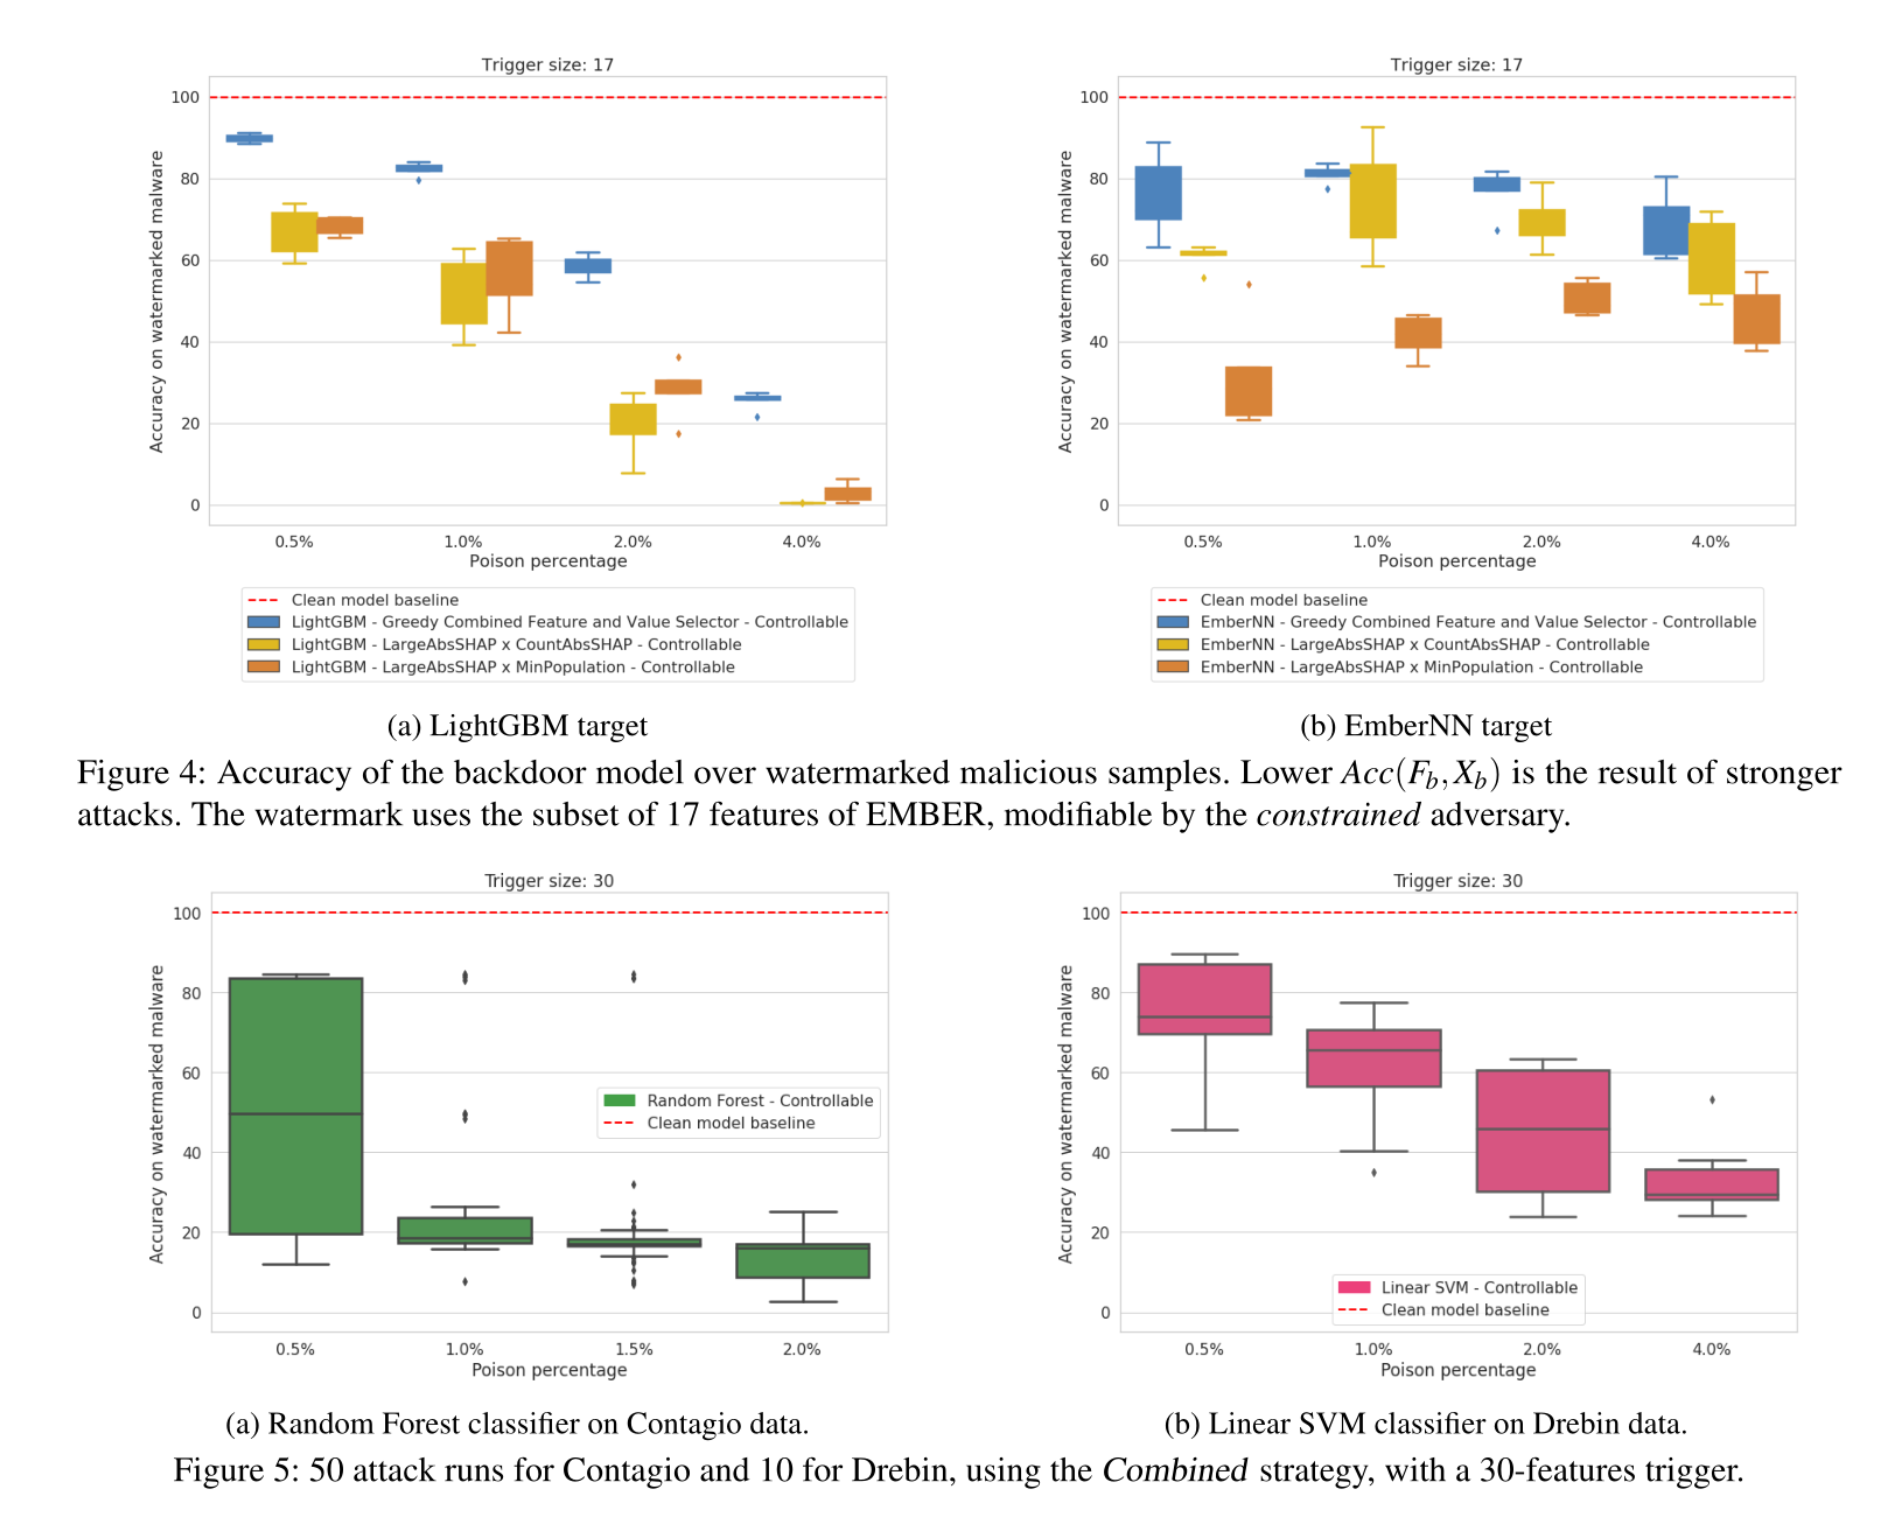 Trigger size: 17
100
80
60
40
20
0
Accuracy on watermarked malware
0.5% 1.0% 2.0% 4.0%
Poison percentage
Clean model baseline
LightGBM - Greedy Combined Feature and Value Selector - Controllable
LightGBM - LargeAbsSHAP x CountAbsSHAP - Controllable
LightGBM - LargeAbsSHAP x MinPopulation - Controllable
(a) LightGBM target
Trigger size: 17
100
80
60
40
20
0
Accuracy on watermarked malware
0.5% 1.0% 2.0% 4.0%
Poison percentage
Clean model baseline
EmberNN - Greedy Combined Feature and Value Selector - Controllable
EmberNN - LargeAbsSHAP x CountAbsSHAP - Controllable
EmberNN - LargeAbsSHAP x MinPopulation - Controllable
(b) EmberNN target
Figure 4: Accuracy of the backdoor model over watermarked malicious samples. Lower Acc(F_b, X_b) is the result of stronger
attacks. The watermark uses the subset of 17 features of EMBER, modifiable by the constrained adversary.
Trigger size: 30
100
80
60
40
20
0
Accuracy on watermarked malware
Random Forest - Controllable
Clean model baseline
0.5% 1.0% 1.5% 2.0%
Poison percentage
(a) Random Forest classifier on Contagio data.
Trigger size: 30
100
80
60
40
20
0
Accuracy on watermarked malware
Linear SVM - Controllable
Clean model baseline
0.5% 1.0% 2.0% 4.0%
Poison percentage
(b) Linear SVM classifier on Drebin data.
Figure 5: 50 attack runs for Contagio and 10 for Drebin, using the Combined strategy, with a 30-features trigger.